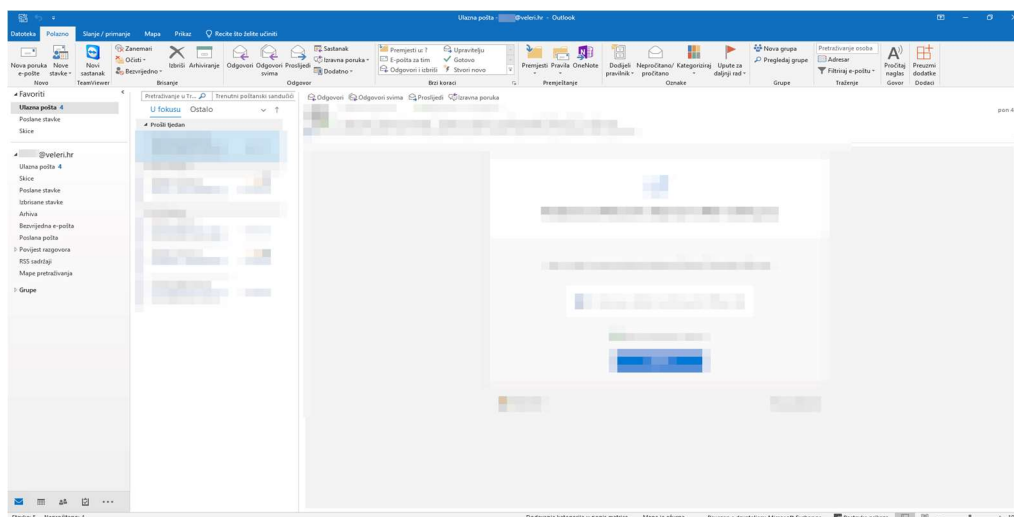 Ulazna pošta - @veleri.hr - Outlook
Datoteka Polazno Slanje / primanje Mapa Prikaz Recite što želite učiniti
Nova poruka e-pošte
Nove stavke
Novo
Novi sastanak
TeamViewer
Zanemari
Očisti
Bezvrijedno
Izbriši Arhiviranje
Brisanje
Odgovori Odgovori svima Proslijedi
Sastanak
Izravna poruka
Dodatno
Odgovor
Premjesti u: ?
E-pošta za tim
Odgovori i izbriši
Upravitelju
Gotovo
Stvori novo
Brzi koraci
Premjesti Pravila OneNote
Premještanje
Dodijeli pravilnik
Nepročitano/ pročitano
Kategoriziraj
Upute za daljnji rad
Oznake
Nova grupa
Pregledaj grupe
Grupe
Pretraživanje osoba
Adresar
Filtriraj e-poštu
Traženje
Pročitaj naglas
Govor
Preuzmi dodatke
Dodaci
Favoriti
Ulazna pošta 4
Poslane stavke
Skice
@veleri.hr
Ulazna pošta 4
Skice
Poslane stavke
Izbrisane stavke
Arhiva
Bezvrijedna e-pošta
Poslana pošta
Povijest razgovora
RSS sadržaji
Mape pretraživanja
Grupe
Pretraživanje u Tr... Trenutni poštanski sandučić
U fokusu Ostalo
Prošli tjedan
Odgovori Odgovori svima Proslijedi Izravna poruka
pon 4